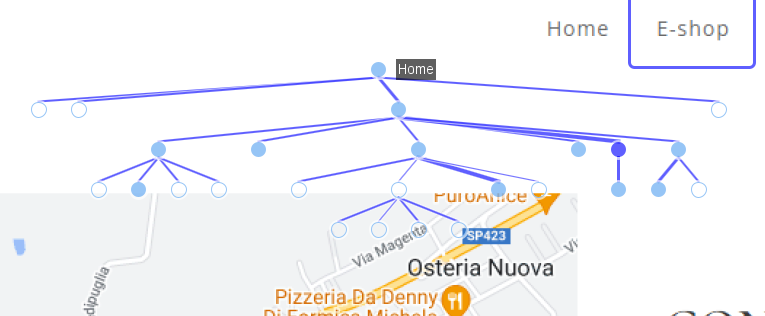 Home
E-shop
Home
PuroAnice
SP423
Via Magenta
Osteria Nuova
Pizzeria Da Denny
Di Formica Michele